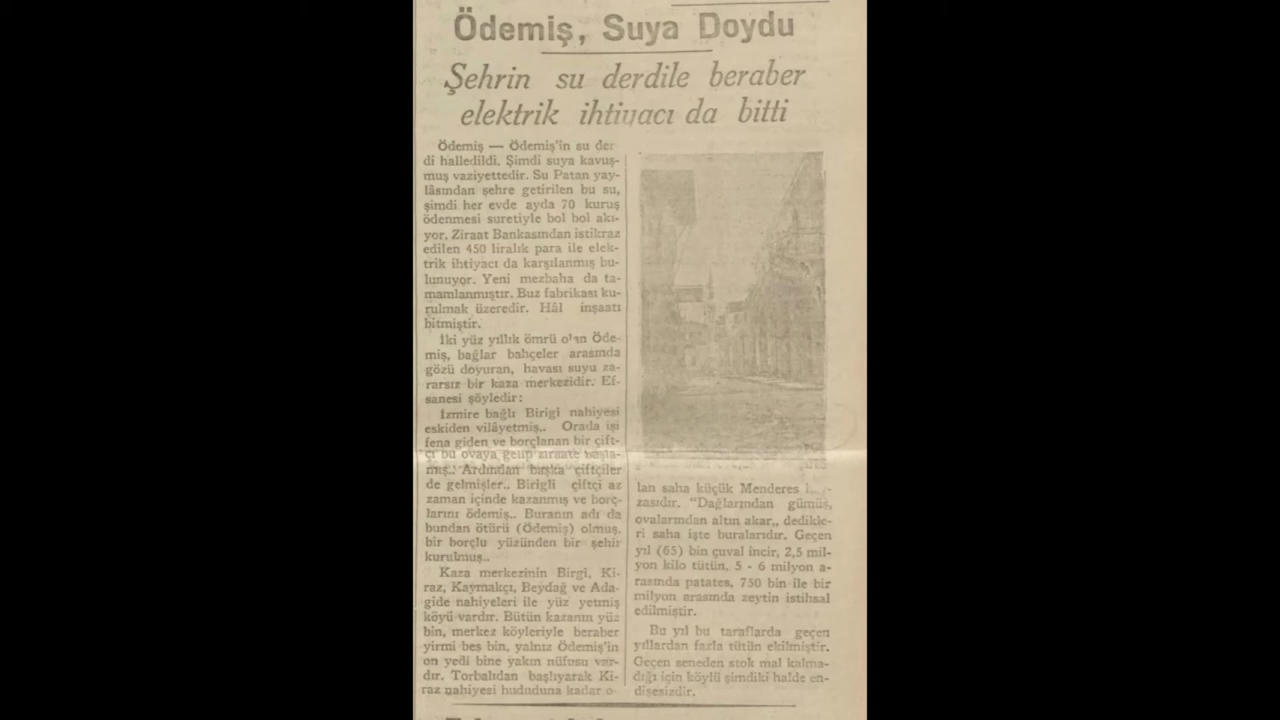 Ödemiş, Suya Doydu
Şehrin su derdile beraber
elektrik ihtiyacı da bitti
Ödemiş — Ödemiş'in su der
di halledildi. Şimdi suya kavuş-
muş vaziyettedir. Su Patan yay-
lâsından şehre getirilen bu su,
şimdi her evde ayda 70 kuruş
ödenmesi suretiyle bol bol akı-
yor. Ziraat Bankasından istikraz
edilen 450 liralık para ile elek-
trik ihtiyacı da karşılanmış bu-
lunuyor. Yeni mezbaha da ta-
mamlanmıştır. Buz fabrikası ku-
rulmak üzeredir. Hâl inşaatı
bitmiştir.
İki yüz yıllık ömrü olan Öde-
miş, bağlar bahçeler arasında
gözü doyuran, havası suyu za-
rarsız bir kaza merkezidir. Ef-
sanesi şöyledir:
İzmire bağlı Birigi nahiyesi
eskiden vilâyetmiş.. Orada işi
fena giden ve borçlanan bir çift-
çi bu ovaya gelip ziraate başla-
mış.. Ardından başka çiftçiler
de gelmişler.. Birigli çiftçi az
zaman içinde kazanmış ve borç-
larını ödemiş.. Buranın adı da
bundan ötürü (Ödemiş) olmuş.
bir borçlu yüzünden bir şehir
kurulmuş..
Kaza merkezinin Birgi, Ki-
raz, Kaymakçı, Beydağ ve Ada-
gide nahiyeleri ile yüz yetmiş
köyü vardır. Bütün kazanın yüz
bin, merkez köyleriyle beraber
yirmi beş bin, yalnız Ödemiş'in
on yedi bine yakın nüfusu var-
dır. Torbalıdan başlıyarak Ki-
raz nahiyesi hududuna kadar o-
lan saha küçük Menderes
zasıdır. "Dağlarından gümüş,
ovalarından altın akar,, dedikle-
ri saha işte buralarıdır. Geçen
yıl (65) bin çuval incir, 2,5 mil-
yon kilo tütün, 5 - 6 milyon a-
rasında patates, 750 bin ile bir
milyon arasında zeytin istihsal
edilmiştir.
Bu yıl bu taraflarda geçen
yıllardan fazla tütün ekilmiştir.
Geçen seneden stok mal kalma-
dığı için köylü şimdiki halde en-
dişesizdir.